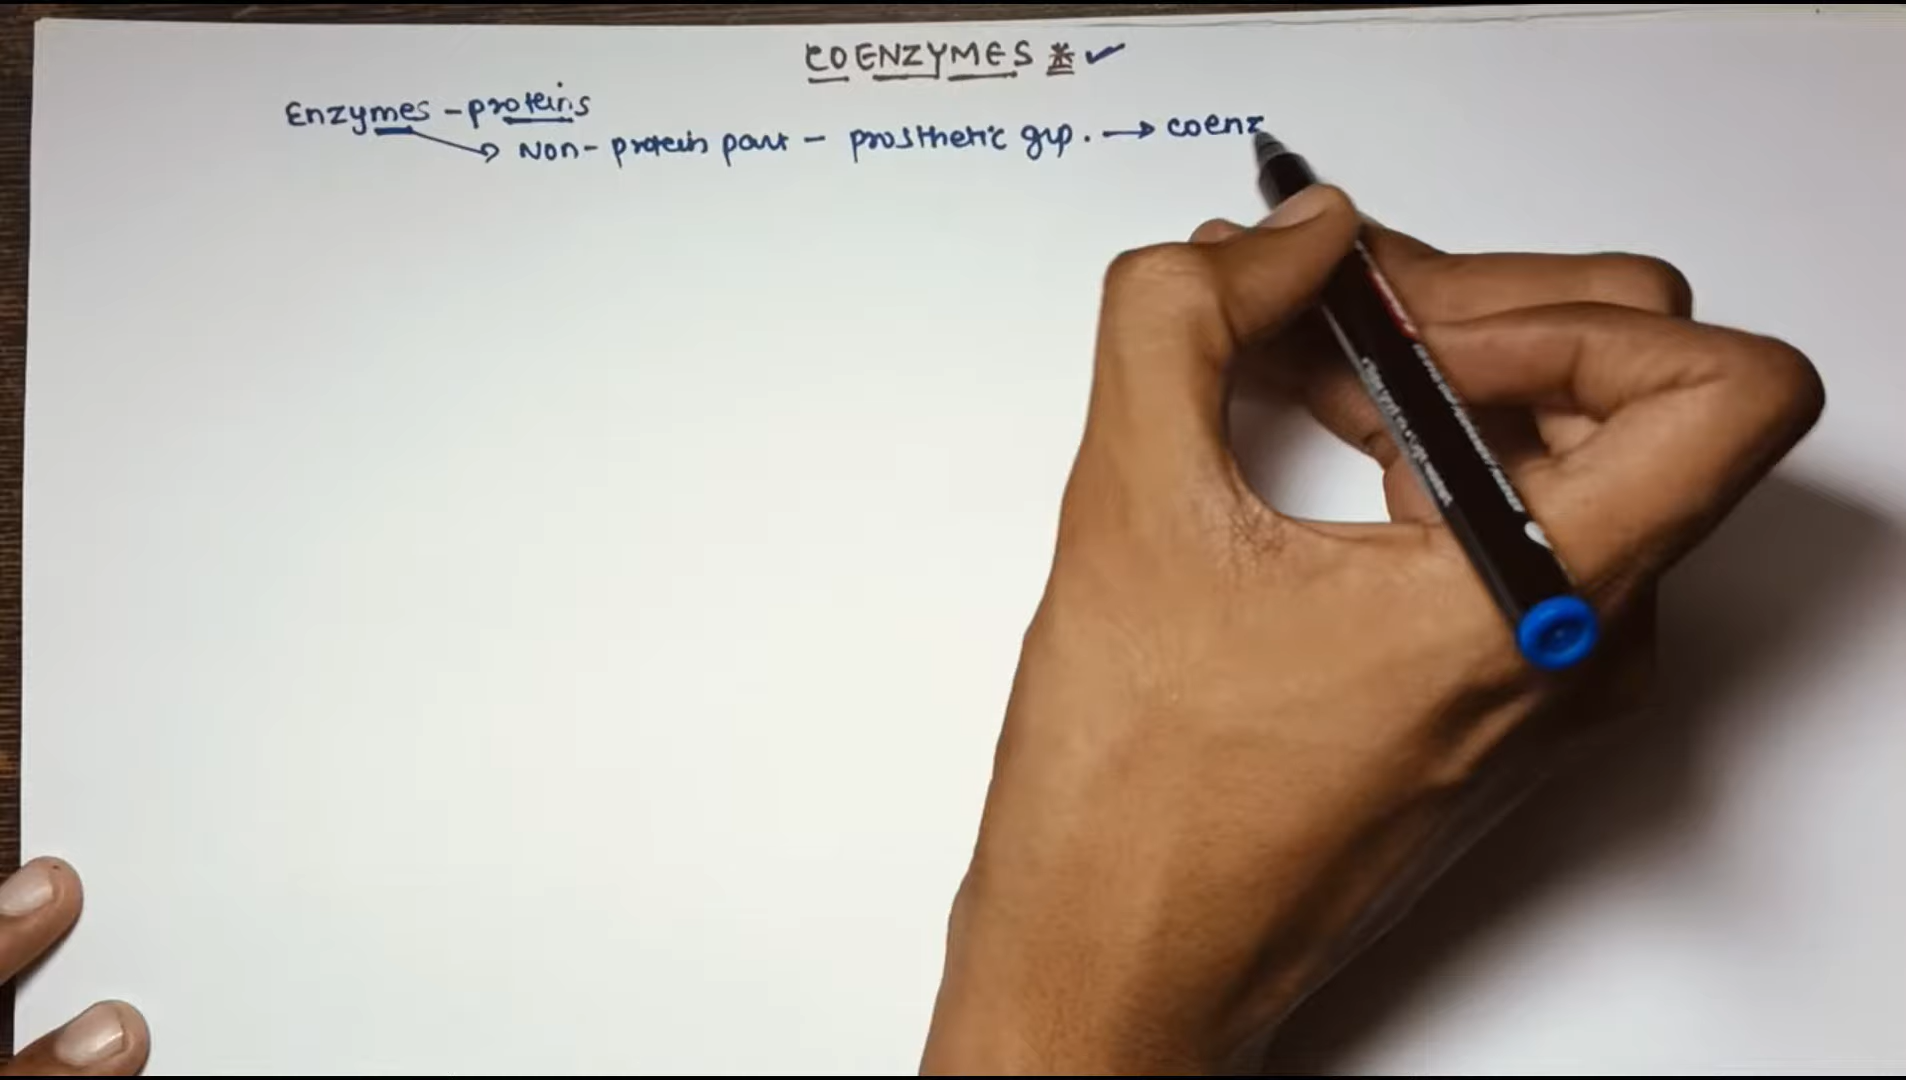 COENZYMES *✓
Enzymes - proteins
Non-protein part - prosthetic grp. → coenz